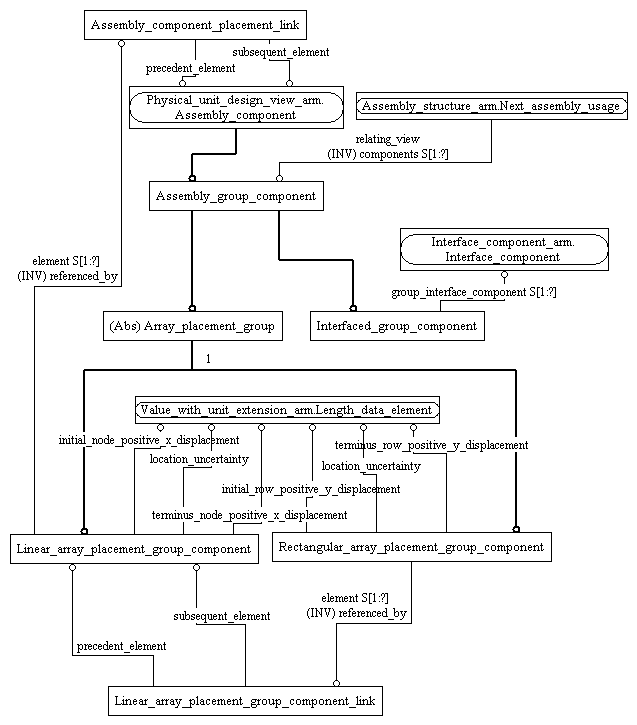 Assembly_component_placement_link
subsequent_element
precedent_element
Physical_unit_design_view_arm.
Assembly_component
Assembly_structure_arm.Next_assembly_usage
relating_view
(INV) components S[1:?]
Assembly_group_component
Interface_component_arm.
Interface_component
element S[1:?]
(INV) referenced_by
group_interface_component S[1:?]
(Abs) Array_placement_group
Interfaced_group_component
1
Value_with_unit_extension_arm.Length_data_element
initial_node_positive_x_displacement
terminus_row_positive_y_displacement
location_uncertainty
location_uncertainty
initial_row_positive_y_displacement
terminus_node_positive_x_displacement
Linear_array_placement_group_component
Rectangular_array_placement_group_component
element S[1:?]
(INV) referenced_by
subsequent_element
precedent_element
Linear_array_placement_group_component_link